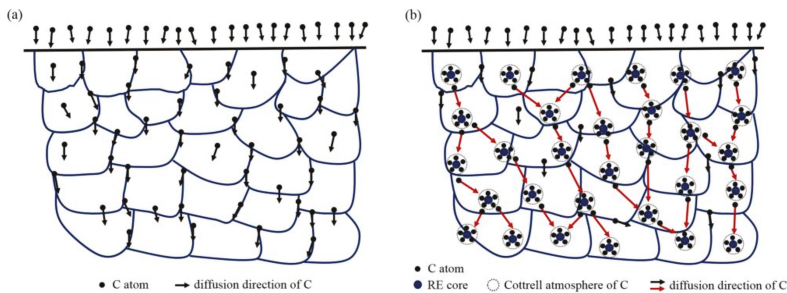 (a)
(b)
C atom
diffusion direction of C
C atom
RE core
Cottrell atmosphere of C
diffusion direction of C